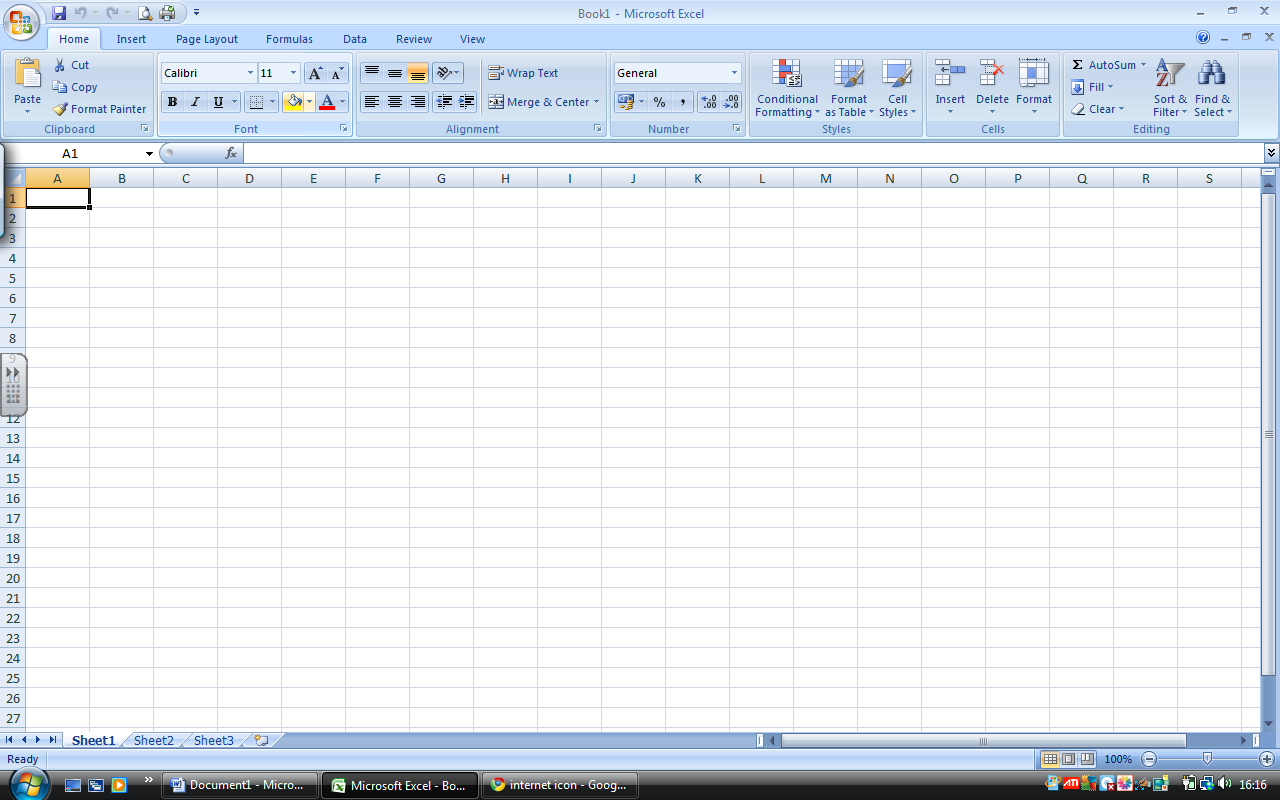 Book1 - Microsoft Excel
Home Insert Page Layout Formulas Data Review View
Paste
Cut
Copy
Format Painter
Clipboard
Calibri 11
B I U
Font
Wrap Text
Merge & Center
Alignment
General
% ,
Number
Conditional Formatting
Format as Table
Cell Styles
Styles
Insert Delete Format
Cells
Σ AutoSum
Fill
Clear
Sort & Filter
Find & Select
Editing
A1 fx
A B C D E F G H I J K L M N O P Q R S
1
2
3
4
5
6
7
8
9
10
12
13
14
15
16
17
18
19
20
21
22
23
24
25
26
27
Sheet1 Sheet2 Sheet3
Ready 100%
Document1 - Micro... Microsoft Excel - Bo... internet icon - Goog... ATI 16:16